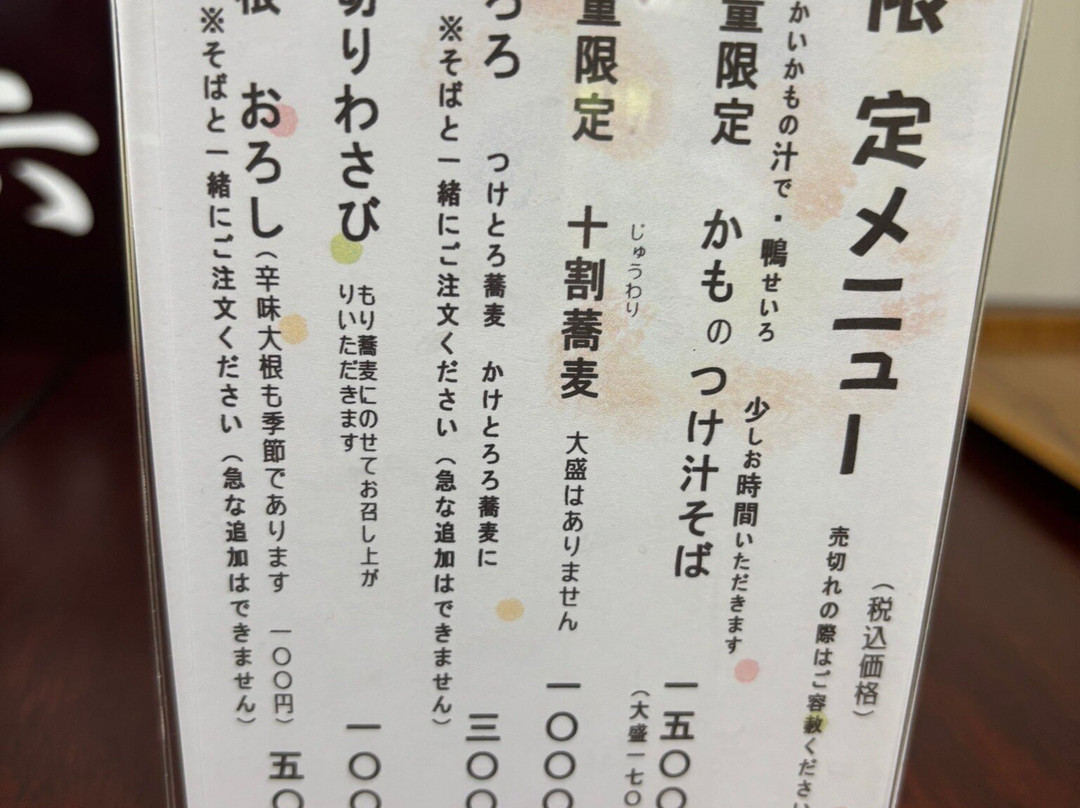 限定メニュー
（税込価格）
売切れの際はご容赦ください
かいかもの汁で・鴨せいろ
少しお時間いただきます
量限定 かものつけ汁そば 一五〇〇
（大盛一七〇
じゅうわり
量限定 十割蕎麦 大盛はありません 一〇〇〇
ろろ つけとろ蕎麦 かけとろろ蕎麦に 三〇〇
※そばと一緒にご注文ください（急な追加はできません）
切りわさび もり蕎麦にのせてお召し上が
りいただきます 一〇〇
根 おろし（辛味大根も季節であります 一〇〇円） 五〇
※そばと一緒にご注文ください（急な追加はできません）